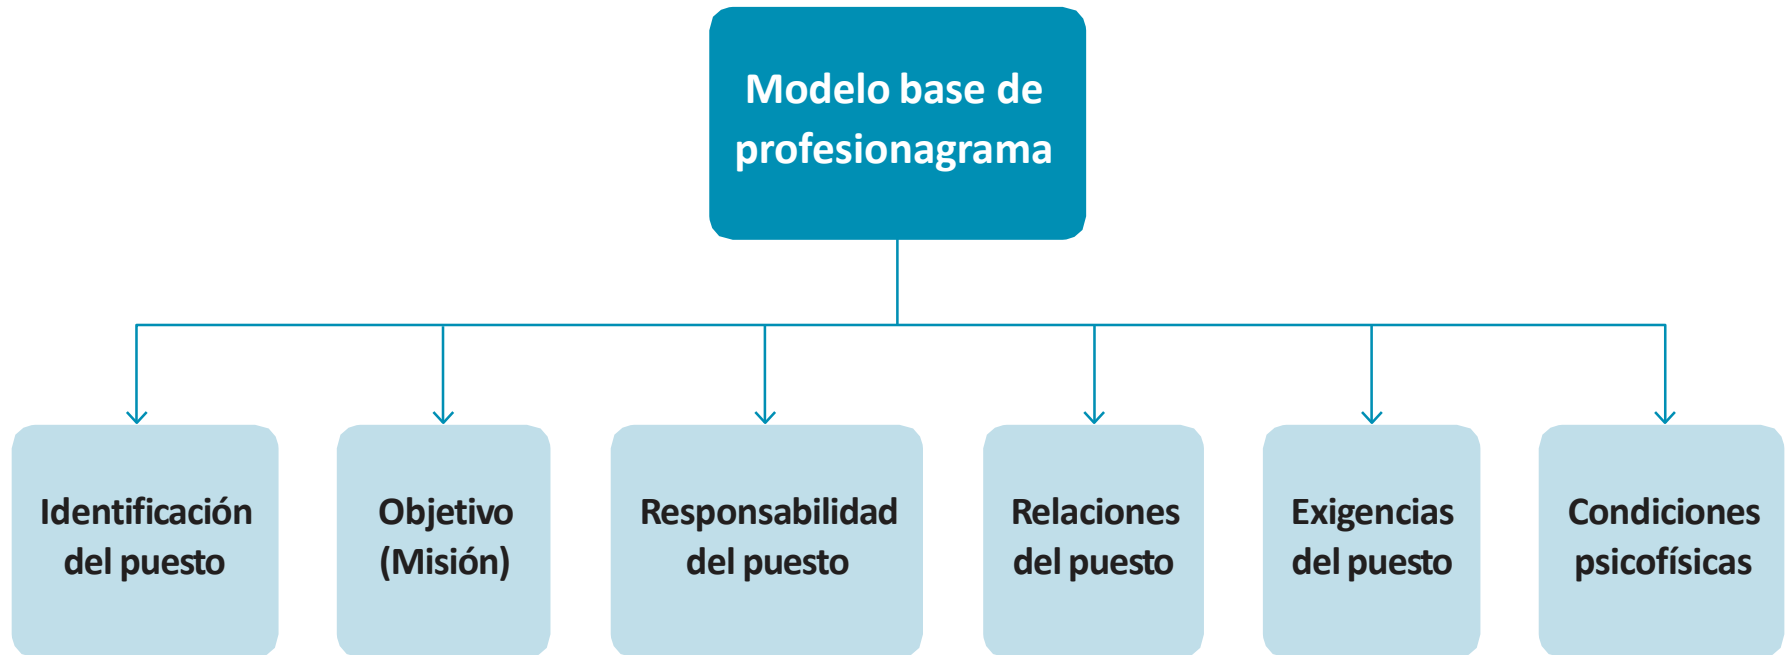 Modelo base de
profesionagrama
Identificación
del puesto
Objetivo
(Misión)
Responsabilidad
del puesto
Relaciones
del puesto
Exigencias
del puesto
Condiciones
psicofísicas